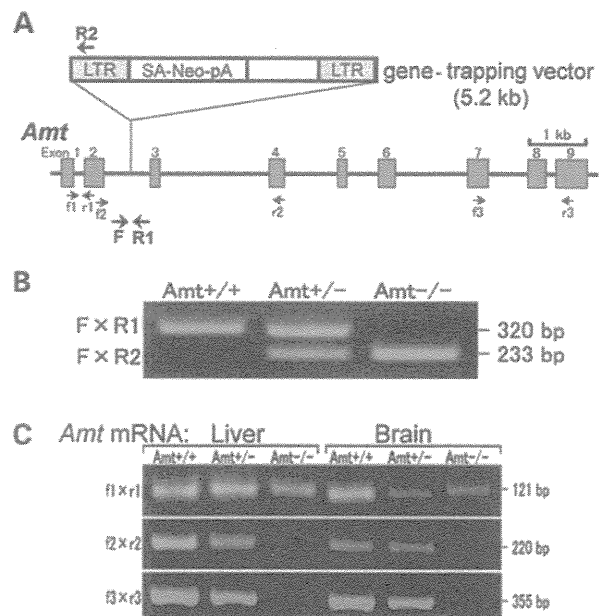 A
R2
LTR SA-Neo-pA LTR gene-trapping vector
(5.2 kb)
Amt
1 kb
Exon 1 2 3 4 5 6 7 8 9
f1 r1 f2 r2 f3 r3
F R1
B
Amt+/+ Amt+/- Amt-/-
F×R1 320 bp
F×R2 233 bp
C Amt mRNA: Liver Brain
Amt+/+ Amt+/- Amt-/- Amt+/+ Amt+/- Amt-/-
f1×r1 121 bp
f2×r2 220 bp
f3×r3 355 bp